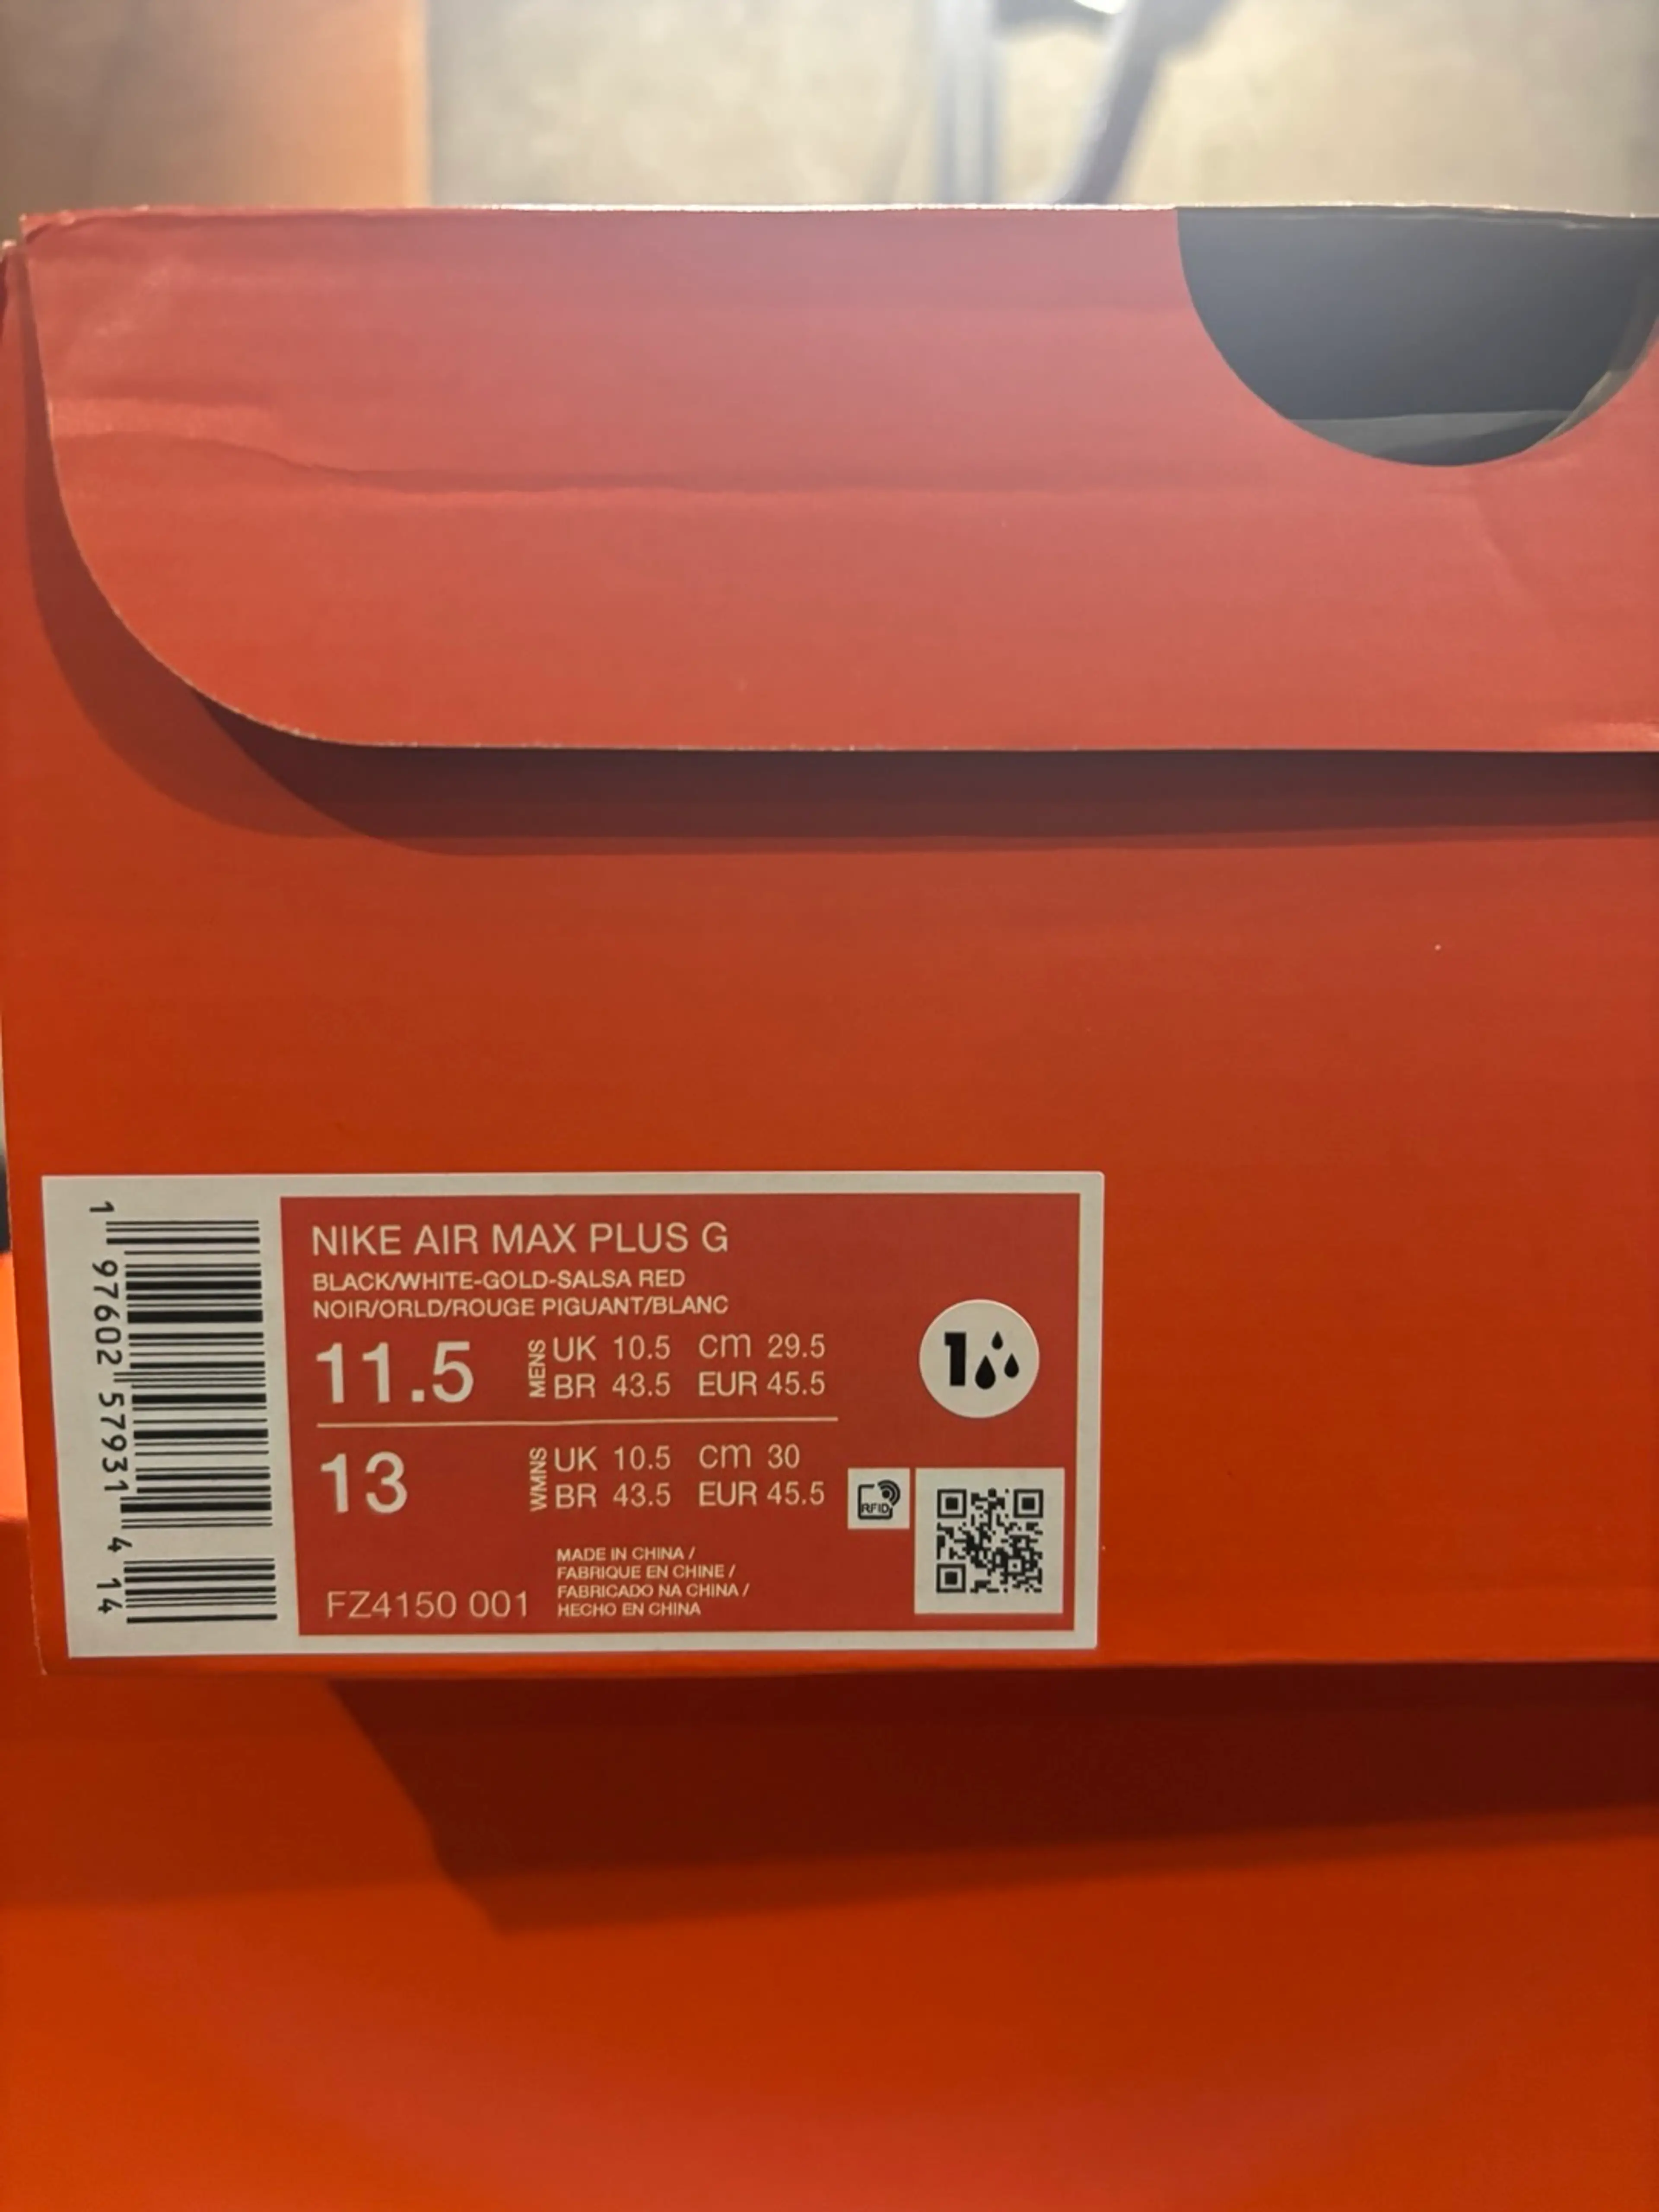 NIKE AIR MAX PLUS G
BLACK/WHITE-GOLD-SALSA RED
NOIR/ORLD/ROUGE PIGUANT/BLANC
11.5 MENS UK 10.5 cm 29.5
BR 43.5 EUR 45.5
13 WMNS UK 10.5 cm 30
BR 43.5 EUR 45.5
MADE IN CHINA /
FABRIQUE EN CHINE /
FABRICADO NA CHINA /
HECHO EN CHINA
FZ4150 001
1
RFID
1 97602 57931 4 14